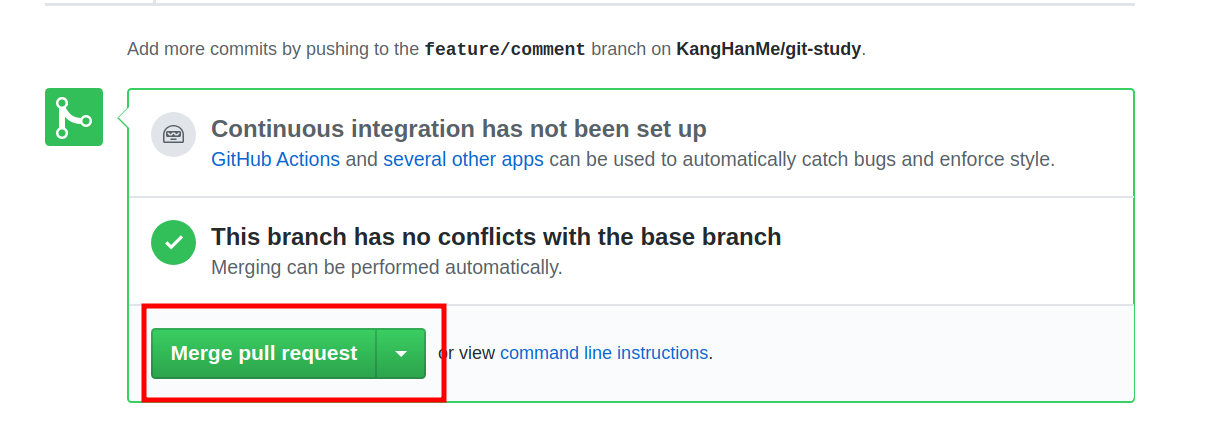 Add more commits by pushing to the feature/comment branch on KangHanMe/git-study.
Continuous integration has not been set up
GitHub Actions and several other apps can be used to automatically catch bugs and enforce style.
This branch has no conflicts with the base branch
Merging can be performed automatically.
Merge pull request or view command line instructions.